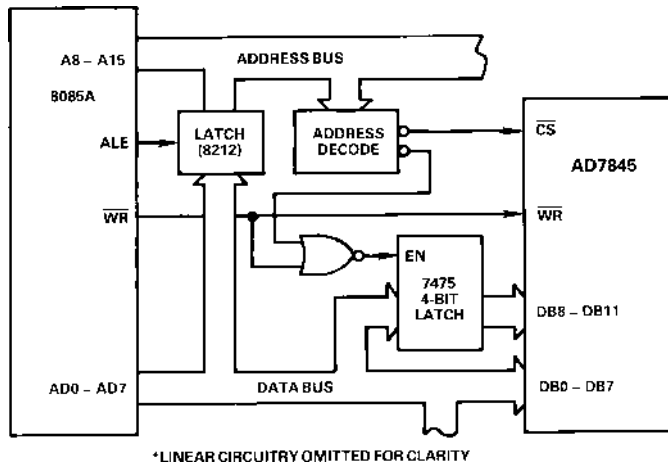 A8 – A15
ADDRESS BUS
8085A
ALE
LATCH
(8212)
ADDRESS
DECODE
CS
AD7845
WR
WR
EN
7475
4-BIT
LATCH
DB8 – DB11
DB0 – DB7
AD0 – AD7
DATA BUS
*LINEAR CIRCUITRY OMITTED FOR CLARITY